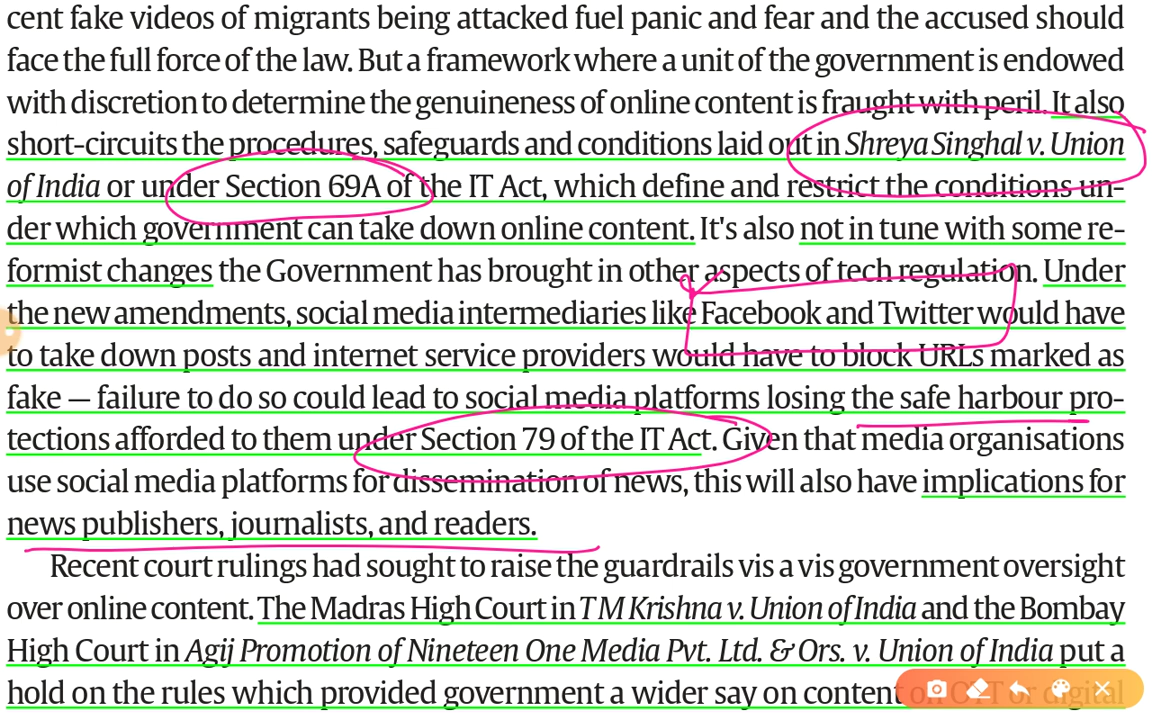 cent fake videos of migrants being attacked fuel panic and fear and the accused should
face the full force of the law. But a framework where a unit of the government is endowed
with discretion to determine the genuineness of online content is fraught with peril. It also
short-circuits the procedures, safeguards and conditions laid out in Shreya Singhal v. Union
of India or under Section 69A of the IT Act, which define and restrict the conditions un-
der which government can take down online content. It's also not in tune with some re-
formist changes the Government has brought in other aspects of tech regulation. Under
the new amendments, social media intermediaries like Facebook and Twitter would have
to take down posts and internet service providers would have to block URLs marked as
fake — failure to do so could lead to social media platforms losing the safe harbour pro-
tections afforded to them under Section 79 of the IT Act. Given that media organisations
use social media platforms for dissemination of news, this will also have implications for
news publishers, journalists, and readers.
Recent court rulings had sought to raise the guardrails vis a vis government oversight
over online content. The Madras High Court in T M Krishna v. Union of India and the Bombay
High Court in Agij Promotion of Nineteen One Media Pvt. Ltd. & Ors. v. Union of India put a
hold on the rules which provided government a wider say on content on OTT or digital